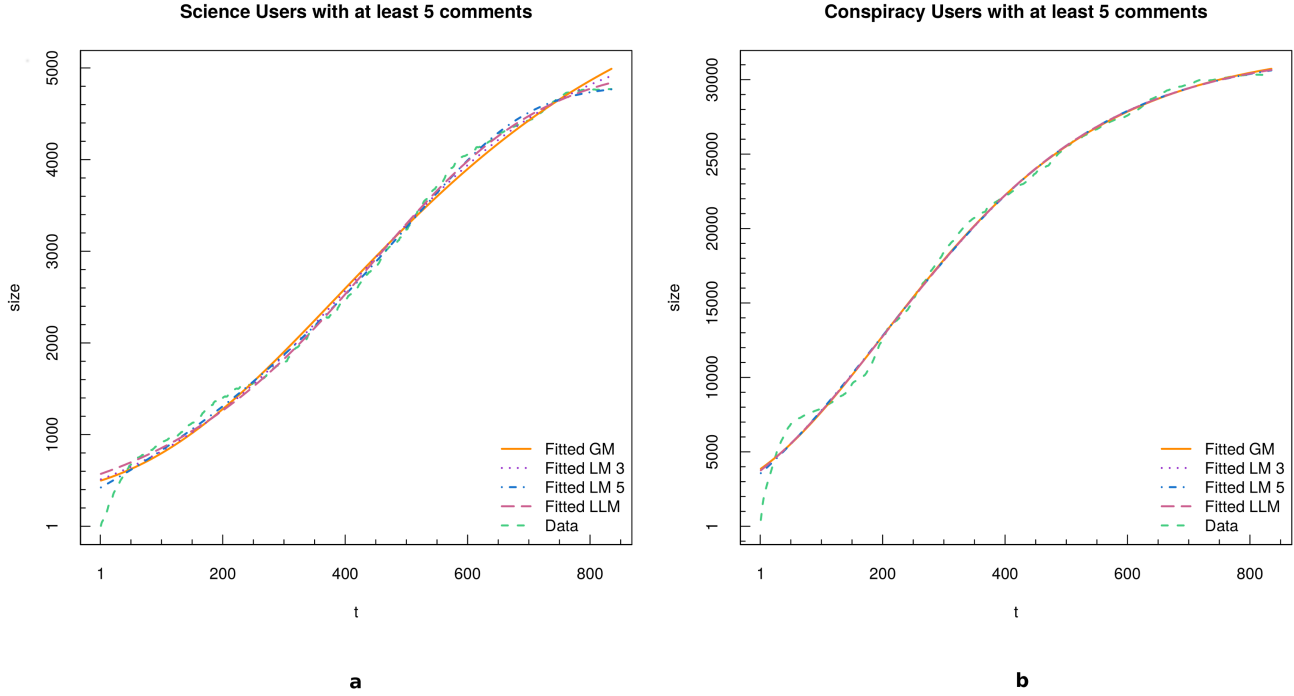 Science Users with at least 5 comments
size
5000
4000
3000
2000
1000
1
1 200 400 600 800
t
Fitted GM
Fitted LM 3
Fitted LM 5
Fitted LLM
Data
a
Conspiracy Users with at least 5 comments
size
30000
25000
20000
15000
10000
5000
1
1 200 400 600 800
t
Fitted GM
Fitted LM 3
Fitted LM 5
Fitted LLM
Data
b